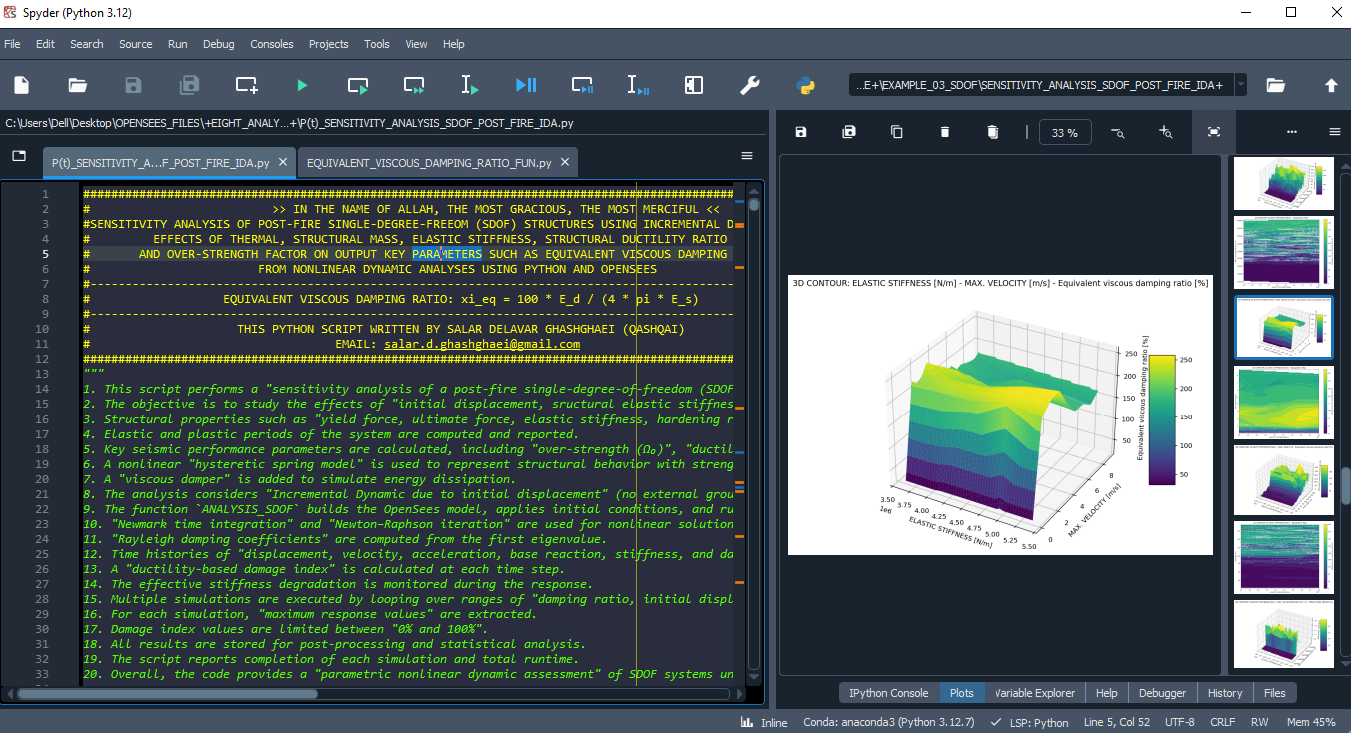 Spyder (Python 3.12)
File Edit Search Source Run Debug Consoles Projects Tools View Help
...E+\EXAMPLE_03_SDOF\SENSITIVITY_ANALYSIS_SDOF_POST_FIRE_IDA+
C:\Users\Dell\Desktop\OPENSEES_FILES\+EIGHT_ANALY...+\P(t)_SENSITIVITY_ANALYSIS_SDOF_POST_FIRE_IDA.py
P(t)_SENSITIVITY_A...F_POST_FIRE_IDA.py
EQUIVALENT_VISCOUS_DAMPING_RATIO_FUN.py
1 #############################################################################################
2 # >> IN THE NAME OF ALLAH, THE MOST GRACIOUS, THE MOST MERCIFUL <<
3 #SENSITIVITY ANALYSIS OF POST-FIRE SINGLE-DEGREE-FREEOM (SDOF) STRUCTURES USING INCREMENTAL D
4 # EFFECTS OF THERMAL, STRUCTURAL MASS, ELASTIC STIFFNESS, STRUCTURAL DUCTILITY RATIO
5 # AND OVER-STRENGTH FACTOR ON OUTPUT KEY PARAMETERS SUCH AS EQUIVALENT VISCOUS DAMPING
6 # FROM NONLINEAR DYNAMIC ANALYSES USING PYTHON AND OPENSEES
7 #--------------------------------------------------------------------------------------------
8 # EQUIVALENT VISCOUS DAMPING RATIO: xi_eq = 100 * E_d / (4 * pi * E_s)
9 #--------------------------------------------------------------------------------------------
10 # THIS PYTHON SCRIPT WRITTEN BY SALAR DELAVAR GHASHGHAEI (QASHQAI)
11 # EMAIL: salar.d.ghashghaei@gmail.com
12 #############################################################################################
13 """
14 1. This script performs a "sensitivity analysis of a post-fire single-degree-of-freedom (SDOF
15 2. The objective is to study the effects of "initial displacement, sructural elastic stiffnes
16 3. Structural properties such as "yield force, ultimate force, elastic stiffness, hardening r
17 4. Elastic and plastic periods of the system are computed and reported.
18 5. Key seismic performance parameters are calculated, including "over-strength (Ω₀)", "ductil
19 6. A nonlinear "hysteretic spring model" is used to represent structural behavior with streng
20 7. A "viscous damper" is added to simulate energy dissipation.
21 8. The analysis considers "Incremental Dynamic due to initial displacement" (no external grou
22 9. The function `ANALYSIS_SDOF` builds the OpenSees model, applies initial conditions, and ru
23 10. "Newmark time integration" and "Newton–Raphson iteration" are used for nonlinear solution
24 11. "Rayleigh damping coefficients" are computed from the first eigenvalue.
25 12. Time histories of "displacement, velocity, acceleration, base reaction, stiffness, and da
26 13. A "ductility-based damage index" is calculated at each time step.
27 14. The effective stiffness degradation is monitored during the response.
28 15. Multiple simulations are executed by looping over ranges of "damping ratio, initial displ
29 16. For each simulation, "maximum response values" are extracted.
30 17. Damage index values are limited between "0% and 100%".
31 18. All results are stored for post-processing and statistical analysis.
32 19. The script reports completion of each simulation and total runtime.
33 20. Overall, the code provides a "parametric nonlinear dynamic assessment" of SDOF systems un
33 %
3D CONTOUR: ELASTIC STIFFNESS [N/m] - MAX. VELOCITY [m/s] - Equivalent viscous damping ratio [%]
250
200
150
100
50
Equivalent viscous damping ratio [%]
250
200
150
100
50
3.50 3.75 4.00 4.25 4.50 4.75 5.00 5.25 5.50
1e6
ELASTIC STIFFNESS [N/m]
0 2 4 6 8
MAX. VELOCITY [m/s]
IPython Console Plots Variable Explorer Help Debugger History Files
Inline Conda: anaconda3 (Python 3.12.7) LSP: Python Line 5, Col 52 UTF-8 CRLF RW Mem 45%